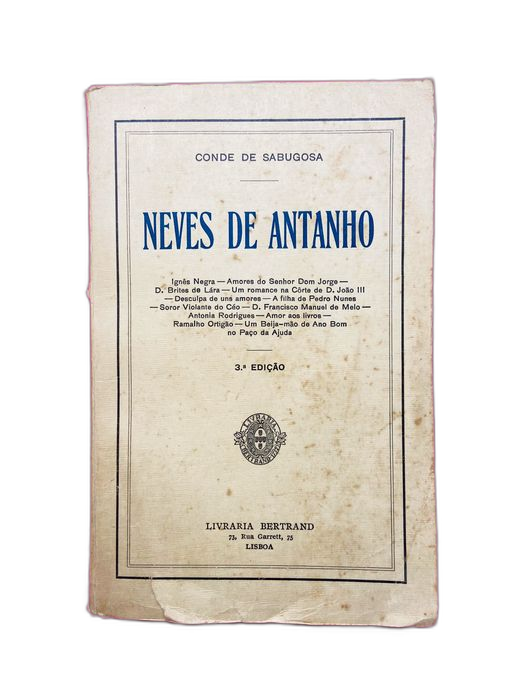 CONDE DE SABUGOSA
NEVES DE ANTANHO
Ignês Negra — Amores do Senhor Dom Jorge —
D. Brites de Lára — Um romance na Côrte de D. João III
— Desculpa de uns amores — A filha de Pedro Nunes
— Soror Violante do Céo — D. Francisco Manuel de Melo —
Antonia Rodrigues — Amor aos livros —
Ramalho Ortigão — Um Beija-mão de Ano Bom
no Paço da Ajuda
3.ª EDIÇÃO
LIVRARIA
BERTRAND
LIVRARIA BERTRAND
73, Rua Garrett, 75
LISBOA